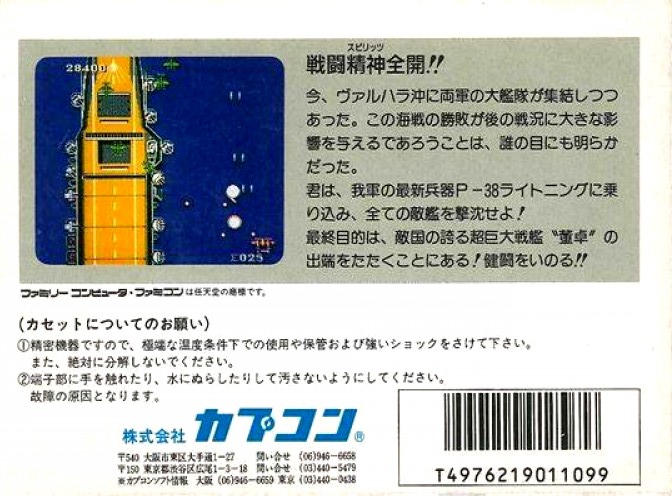 28400
Σ025
スピリッツ
戦闘精神全開!!
今、ヴァルハラ沖に両軍の大艦隊が集結しつつ
あった。この海戦の勝敗が後の戦況に大きな影
響を与えるであろうことは、誰の目にも明らか
だった。
君は、我軍の最新兵器P-38ライトニングに乗
り込み、全ての敵艦を撃沈せよ!
最終目的は、敵国の誇る超巨大戦艦〝董卓〟の
出端をたたくことにある!健闘をいのる!!
ファミリーコンピュータ・ファミコンは任天堂の商標です。
(カセットについてのお願い)
①精密機器ですので、極端な温度条件下での使用や保管および強いショックをさけて下さい。
また、絶対に分解しないでください。
②端子部に手を触れたり、水にぬらしたりして汚さないようにしてください。
故障の原因となります。
株式会社 カプコン®
〒540 大阪市東区大手通1-27 問い合せ (06)946-6658
〒150 東京都渋谷区広尾1-3-18 問い合せ (03)440-5479
※カプコンソフト情報 大阪 (06)946-6659 東京 (03)440-0438
T4976219011099